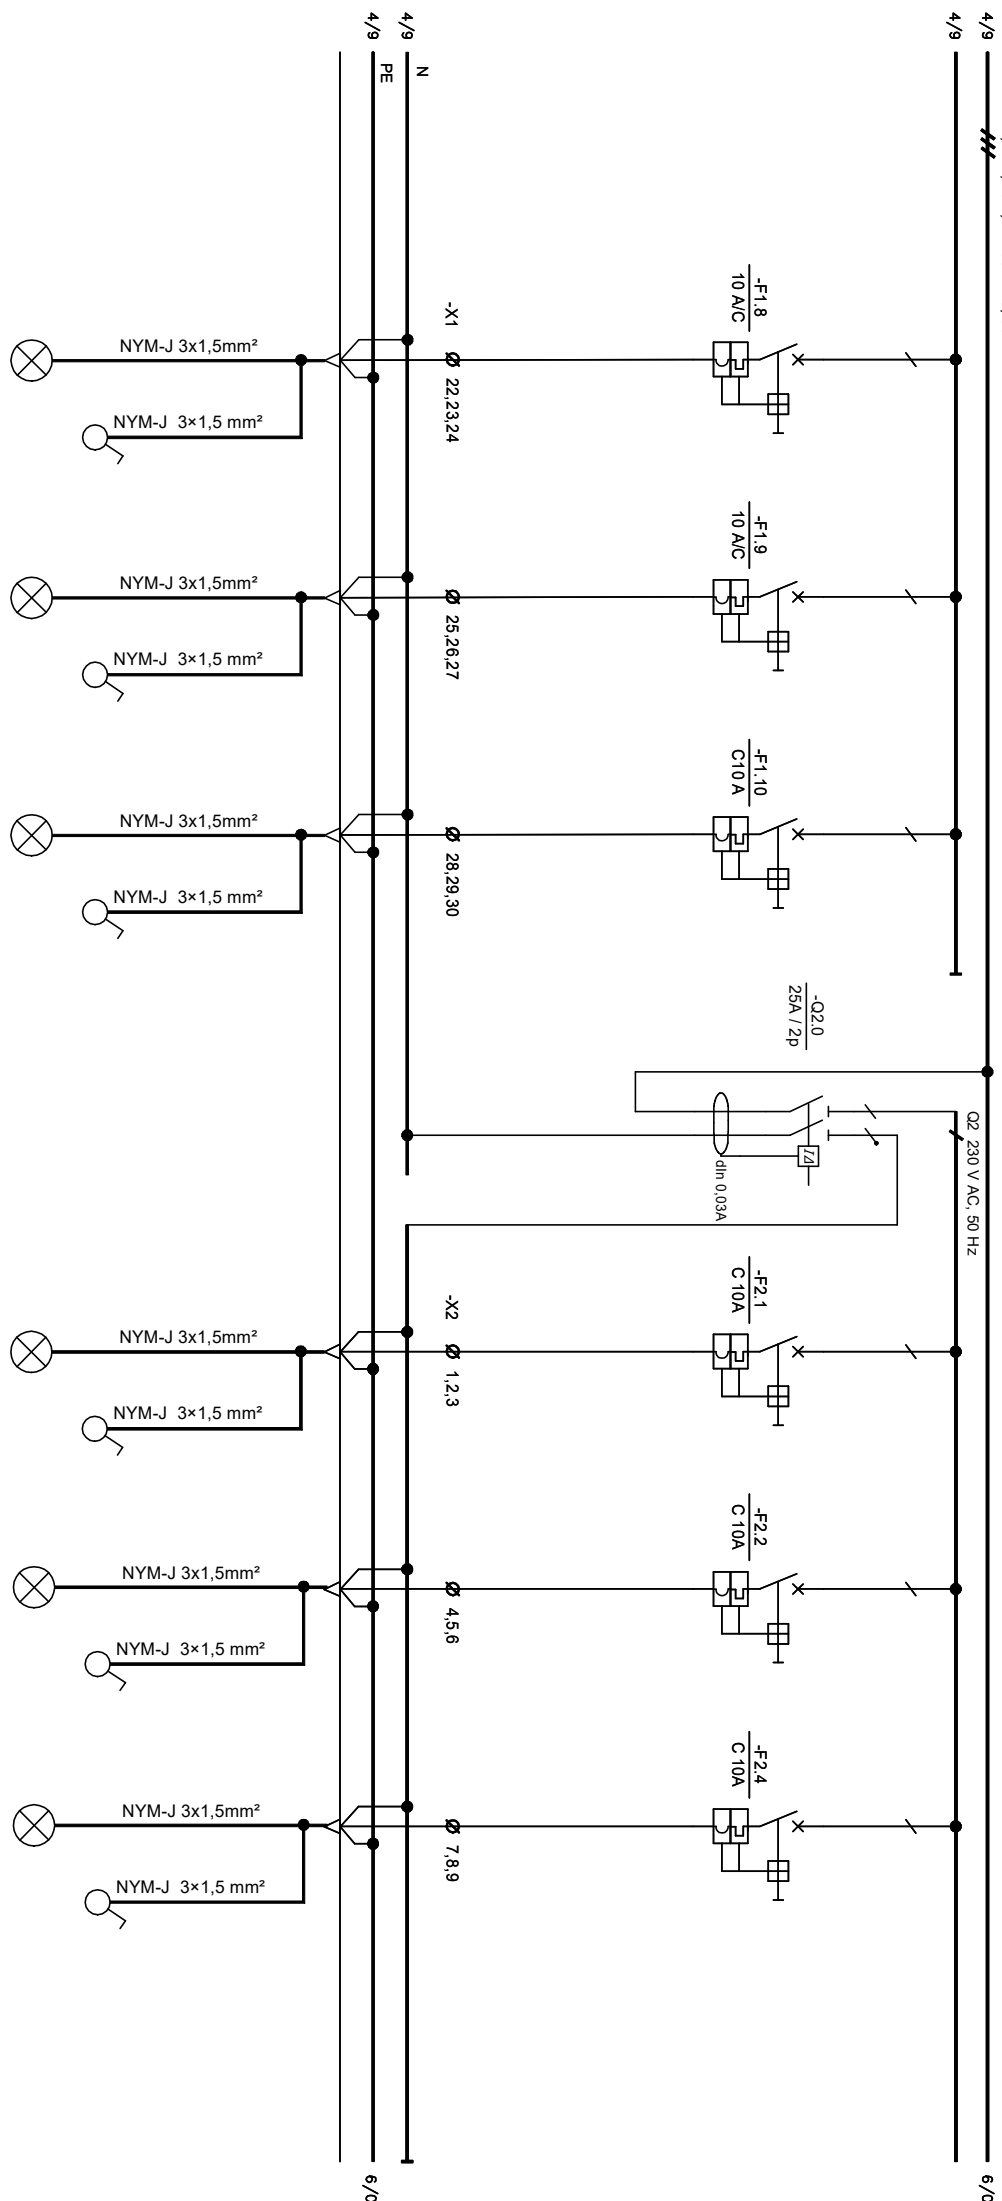 4/9
4/9
4/9
4/9
PE
N
-F1.8
10 A/C
-X1
22,23,24
NYM-J 3x1,5mm²
NYM-J 3×1,5 mm²
-F1.9
10 A/C
25,26,27
NYM-J 3x1,5mm²
NYM-J 3×1,5 mm²
-F1.10
C10 A
28,29,30
NYM-J 3x1,5mm²
NYM-J 3×1,5 mm²
-Q2.0
25A / 2p
IΔ
dIn 0,03A
Q2 230 V AC, 50 Hz
-F2.1
C 10A
-X2
1,2,3
NYM-J 3x1,5mm²
NYM-J 3×1,5 mm²
-F2.2
C 10A
4,5,6
NYM-J 3x1,5mm²
NYM-J 3×1,5 mm²
-F2.4
C 10A
7,8,9
NYM-J 3x1,5mm²
NYM-J 3×1,5 mm²
6/0
6/0